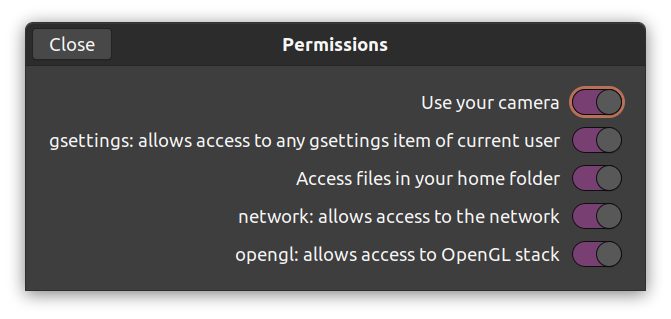 Close
Permissions
Use your camera
gsettings: allows access to any gsettings item of current user
Access files in your home folder
network: allows access to the network
opengl: allows access to OpenGL stack